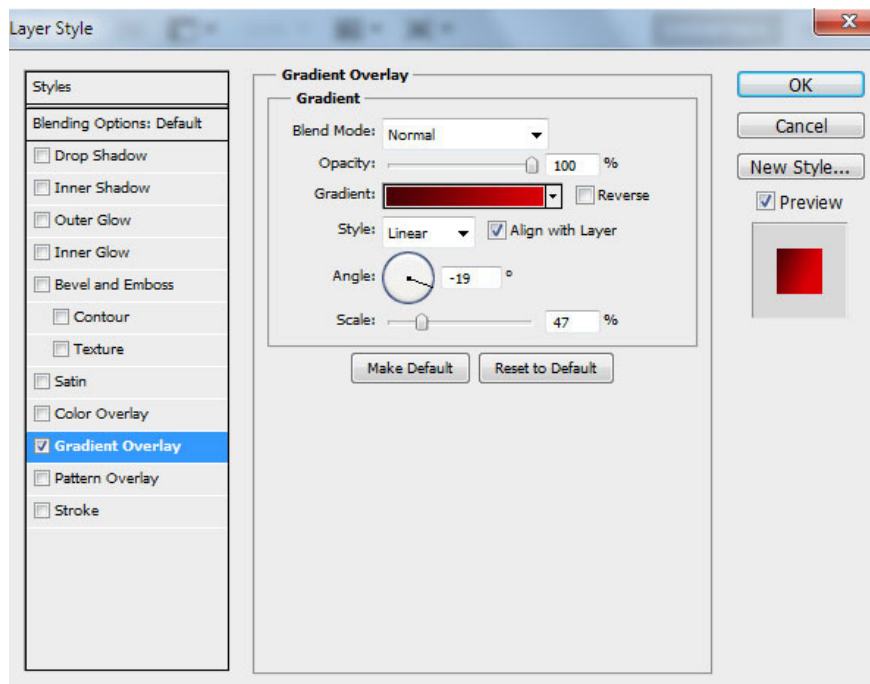 Layer Style
X
Styles
Blending Options: Default
Drop Shadow
Inner Shadow
Outer Glow
Inner Glow
Bevel and Emboss
Contour
Texture
Satin
Color Overlay
Gradient Overlay
Pattern Overlay
Stroke
Gradient Overlay
Gradient
Blend Mode: Normal
Opacity: 100 %
Gradient: Reverse
Style: Linear Align with Layer
Angle: -19 °
Scale: 47 %
Make Default Reset to Default
OK
Cancel
New Style...
Preview